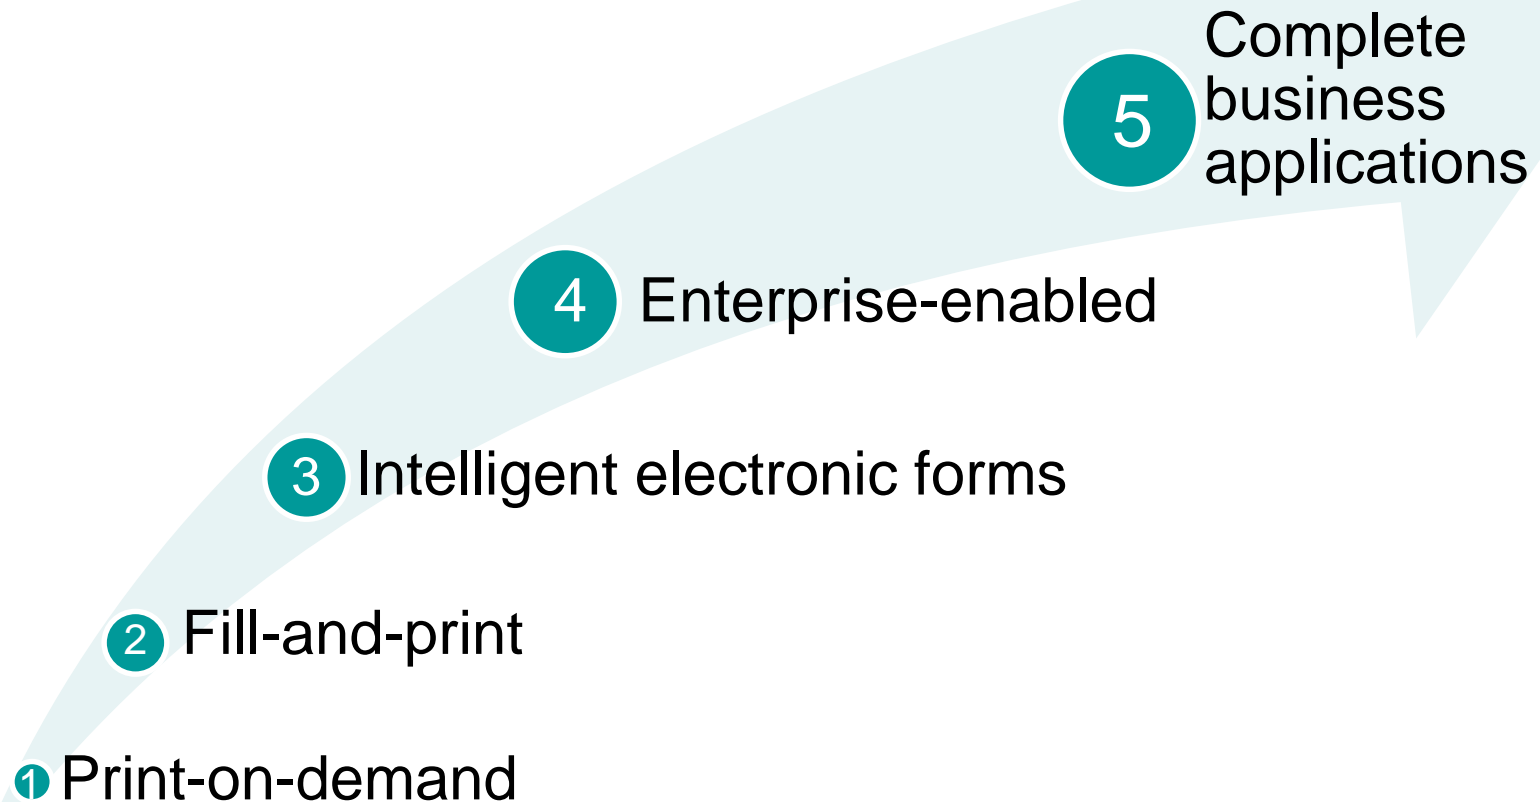 5 Complete
business
applications
4 Enterprise-enabled
3 Intelligent electronic forms
2 Fill-and-print
1 Print-on-demand